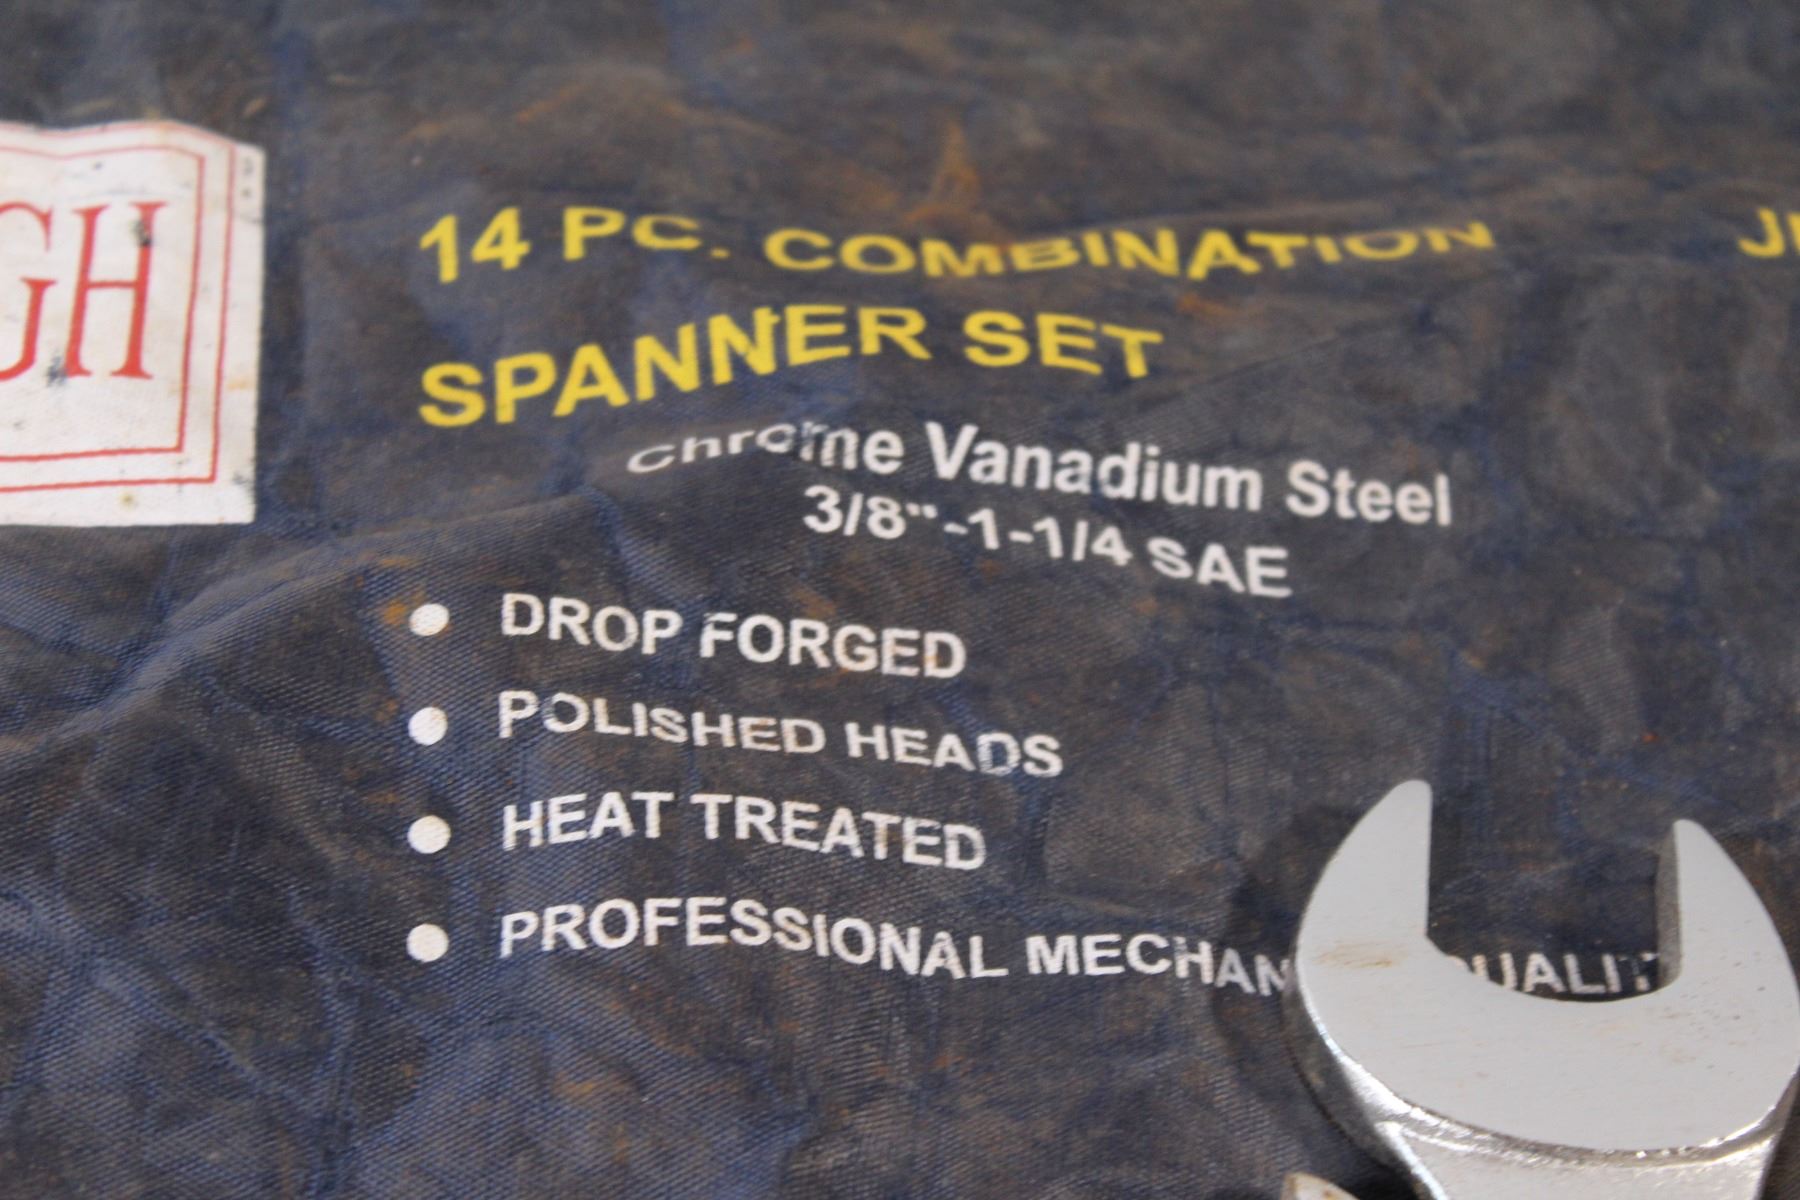 GH
14 PC. COMBINATION
SPANNER SET
Chrome Vanadium Steel
3/8"-1-1/4 SAE
● DROP FORGED
● POLISHED HEADS
● HEAT TREATED
● PROFESSIONAL